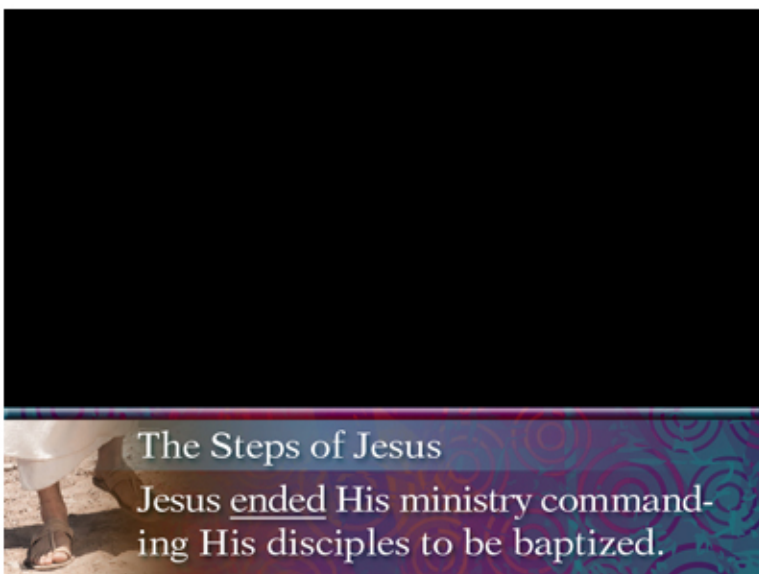 The Steps of Jesus
Jesus ended His ministry command-
ing His disciples to be baptized.